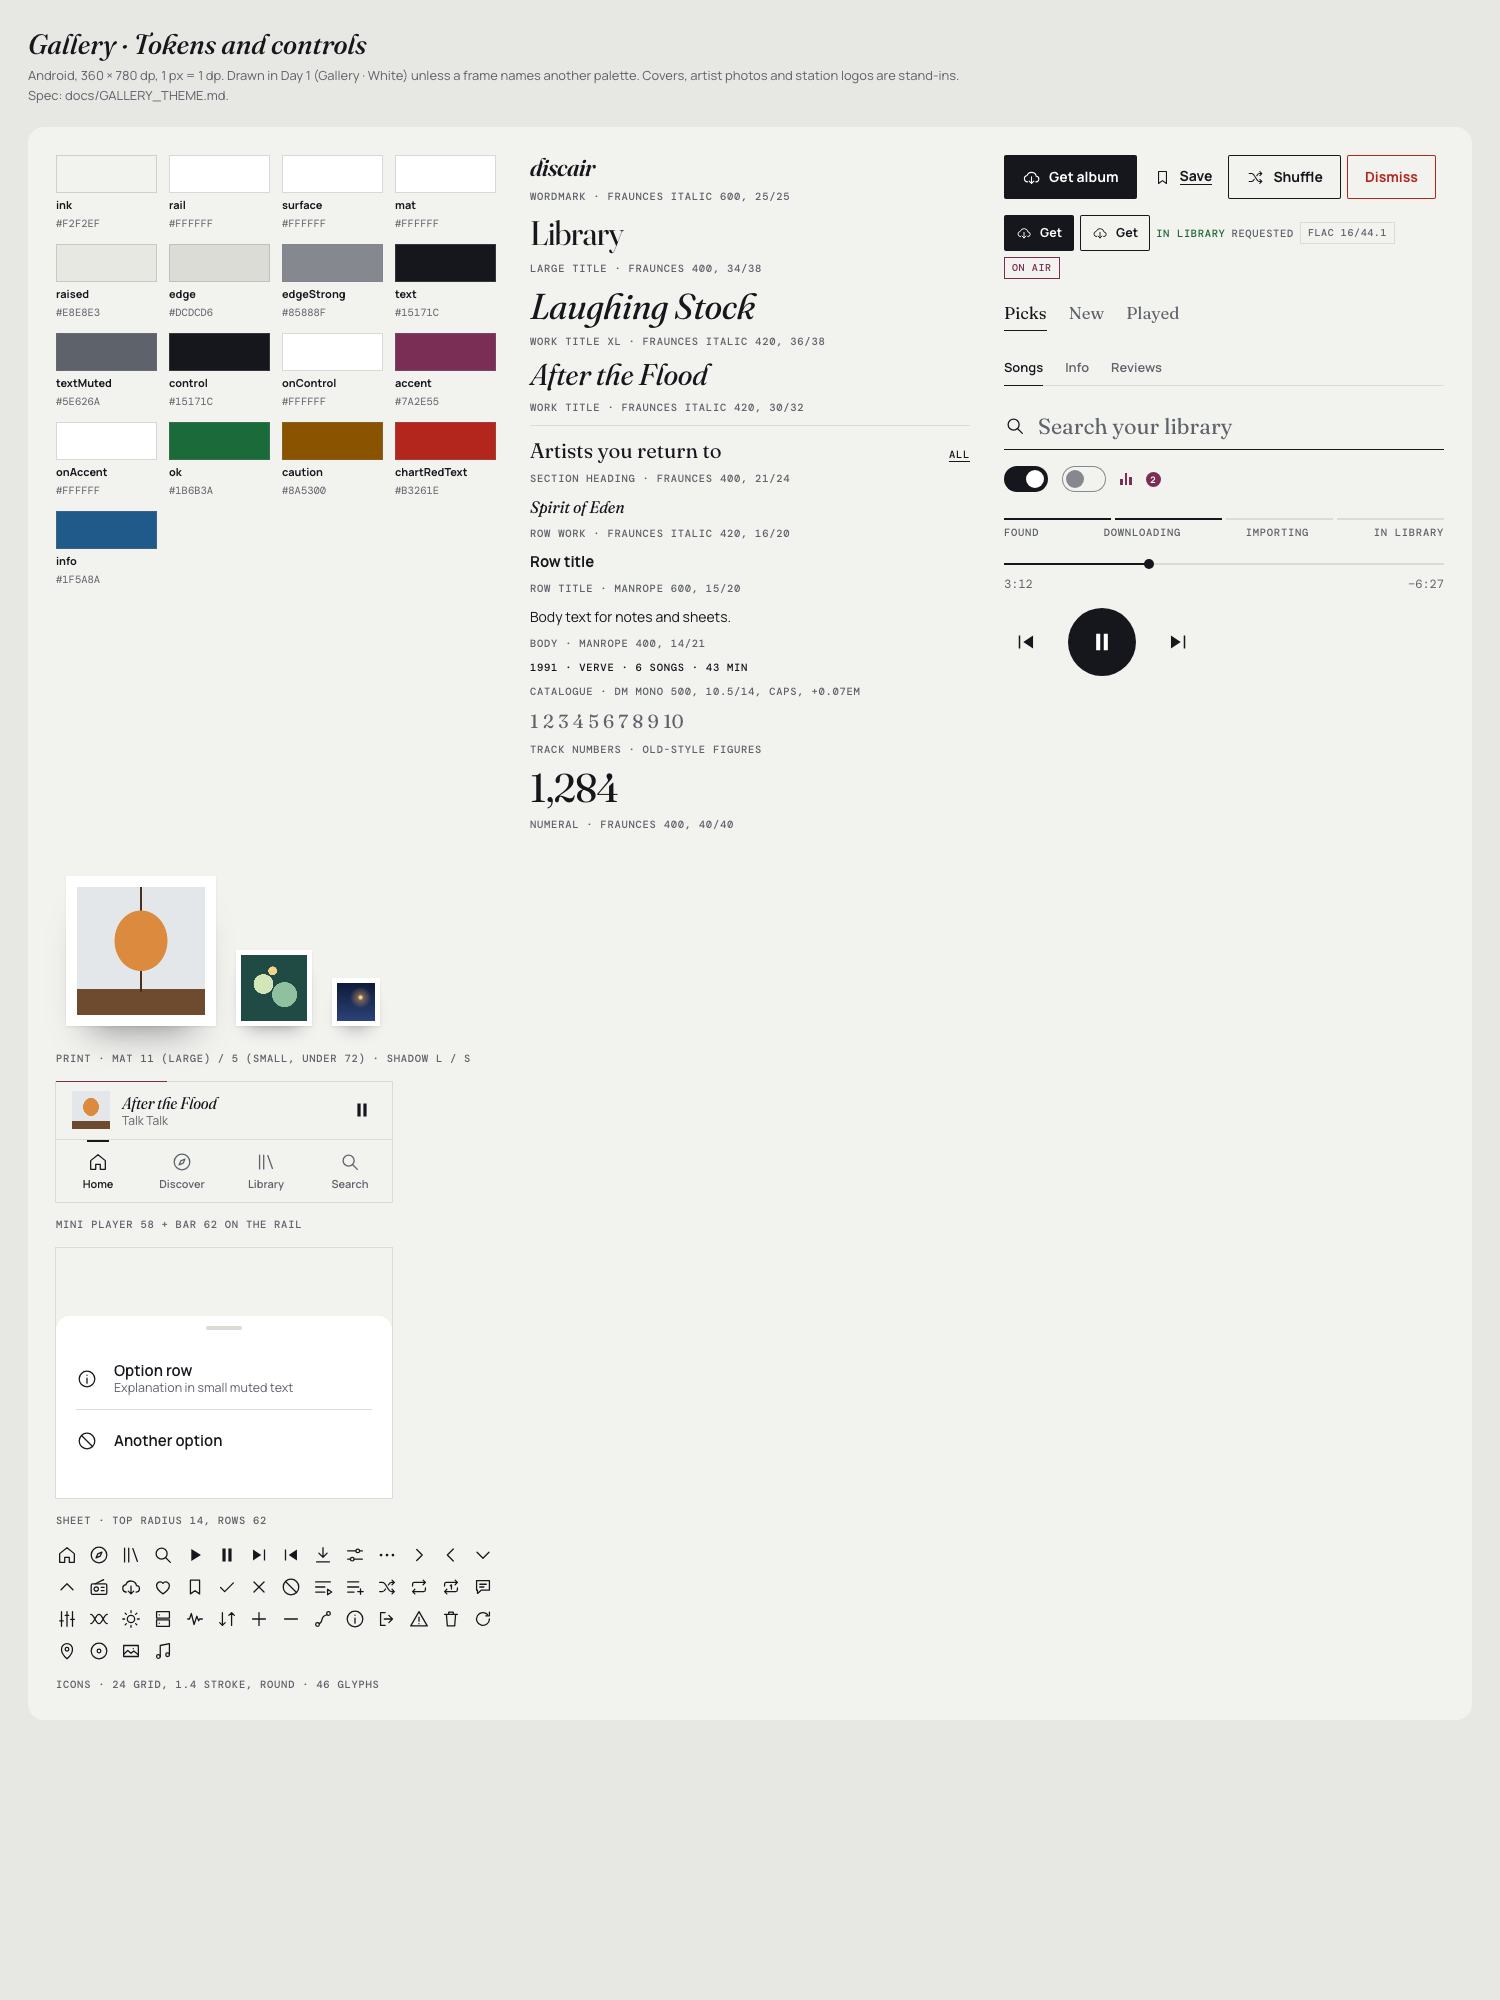 Gallery · Tokens and controls
Android, 360 × 780 dp, 1 px = 1 dp. Drawn in Day 1 (Gallery · White) unless a frame names another palette. Covers, artist photos and station logos are stand-ins.
Spec: docs/GALLERY_THEME.md.
ink rail surface mat
#F2F2EF #FFFFFF #FFFFFF #FFFFFF
raised edge edgeStrong text
#E8E8E3 #DCDCD6 #85888F #15171C
textMuted control onControl accent
#5E626A #15171C #FFFFFF #7A2E55
onAccent ok caution chartRedText
#FFFFFF #1B6B3A #8A5300 #B3261E
info
#1F5A8A
discair
WORDMARK · FRAUNCES ITALIC 600, 25/25
Library
LARGE TITLE · FRAUNCES 400, 34/38
Laughing Stock
WORK TITLE XL · FRAUNCES ITALIC 420, 36/38
After the Flood
WORK TITLE · FRAUNCES ITALIC 420, 30/32
Artists you return to ALL
SECTION HEADING · FRAUNCES 400, 21/24
Spirit of Eden
ROW WORK · FRAUNCES ITALIC 420, 16/20
Row title
ROW TITLE · MANROPE 600, 15/20
Body text for notes and sheets.
BODY · MANROPE 400, 14/21
1991 · VERVE · 6 SONGS · 43 MIN
CATALOGUE · DM MONO 500, 10.5/14, CAPS, +0.07EM
1 2 3 4 5 6 7 8 9 10
TRACK NUMBERS · OLD-STYLE FIGURES
1,284
NUMERAL · FRAUNCES 400, 40/40
Get album Save Shuffle Dismiss
Get Get IN LIBRARY REQUESTED FLAC 16/44.1
ON AIR
Picks New Played
Songs Info Reviews
Search your library
2
FOUND DOWNLOADING IMPORTING IN LIBRARY
3:12 −6:27
PRINT · MAT 11 (LARGE) / 5 (SMALL, UNDER 72) · SHADOW L / S
After the Flood
Talk Talk
Home Discover Library Search
MINI PLAYER 58 + BAR 62 ON THE RAIL
Option row
Explanation in small muted text
Another option
SHEET · TOP RADIUS 14, ROWS 62
ICONS · 24 GRID, 1.4 STROKE, ROUND · 46 GLYPHS